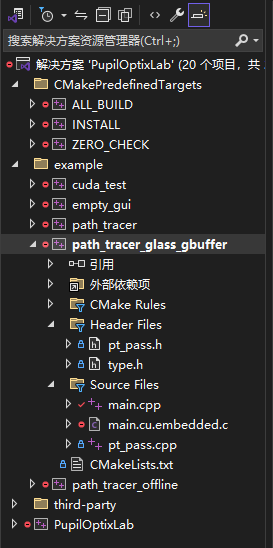 搜索解决方案资源管理器(Ctrl+;)
解决方案 'PupilOptixLab' (20 个项目，共
CMakePredefinedTargets
ALL_BUILD
INSTALL
ZERO_CHECK
example
cuda_test
empty_gui
path_tracer
path_tracer_glass_gbuffer
引用
外部依赖项
CMake Rules
Header Files
pt_pass.h
type.h
Source Files
main.cpp
main.cu.embedded.c
pt_pass.cpp
CMakeLists.txt
path_tracer_offline
third-party
PupilOptixLab